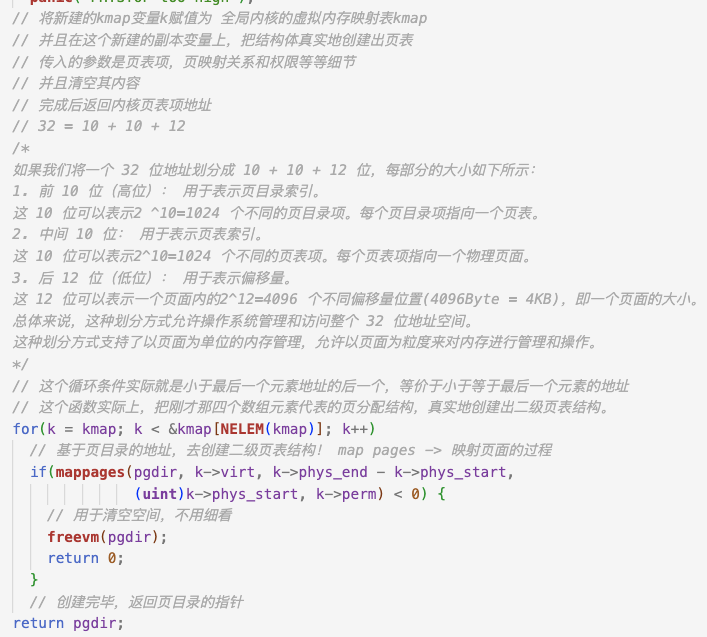 // 将新建的kmap变量k赋值为 全局内核的虚拟内存映射表kmap
// 并且在这个新建的副本变量上，把结构体真实地创建出页表
// 传入的参数是页表项，页映射关系和权限等等细节
// 并且清空其内容
// 完成后返回内核页表项地址
// 32 = 10 + 10 + 12
/*
如果我们将一个 32 位地址划分成 10 + 10 + 12 位，每部分的大小如下所示：
1. 前 10 位（高位）： 用于表示页目录索引。
这 10 位可以表示2 ^10=1024 个不同的页目录项。每个页目录项指向一个页表。
2. 中间 10 位： 用于表示页表索引。
这 10 位可以表示2^10=1024 个不同的页表项。每个页表项指向一个物理页面。
3. 后 12 位（低位）： 用于表示偏移量。
这 12 位可以表示一个页面内的2^12=4096 个不同偏移量位置(4096Byte = 4KB)，即一个页面的大小。
总体来说，这种划分方式允许操作系统管理和访问整个 32 位地址空间。
这种划分方式支持了以页面为单位的内存管理，允许以页面为粒度来对内存进行管理和操作。
*/
// 这个循环条件实际就是小于最后一个元素地址的后一个，等价于小于等于最后一个元素的地址
// 这个函数实际上，把刚才那四个数组元素代表的页分配结构，真实地创建出二级页表结构。
for(k = kmap; k < &kmap[NELEM(kmap)]; k++)
// 基于页目录的地址，去创建二级页表结构！ map pages -> 映射页面的过程
if(mappages(pgdir, k->virt, k->phys_end - k->phys_start,
(uint)k->phys_start, k->perm) < 0) {
// 用于清空空间，不用细看
freevm(pgdir);
return 0;
}
// 创建完毕，返回页目录的指针
return pgdir;